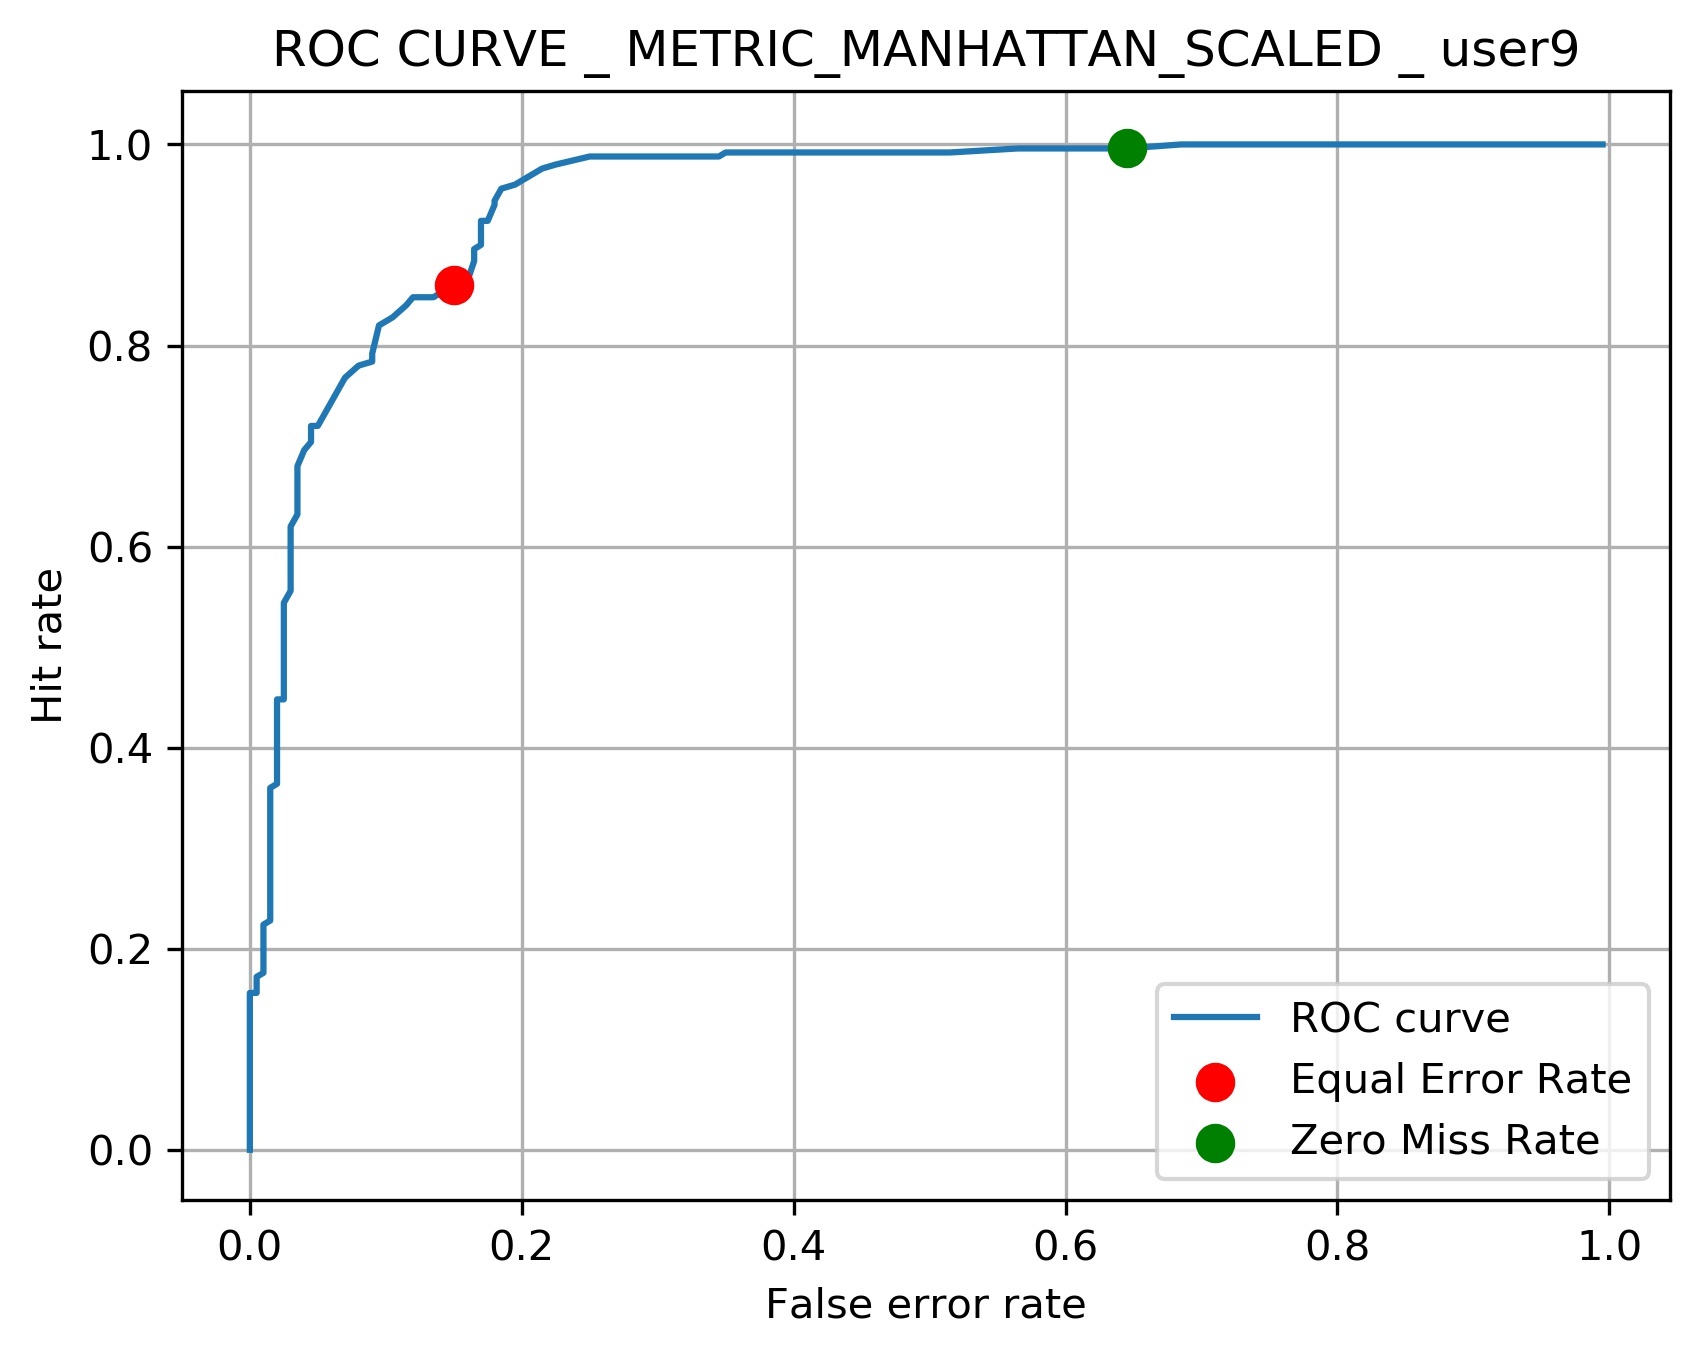 ROC CURVE _ METRIC_MANHATTAN_SCALED _ user9
1.0
0.8
0.6
0.4
0.2
0.0
Hit rate
ROC curve
Equal Error Rate
Zero Miss Rate
0.0 0.2 0.4 0.6 0.8 1.0
False error rate